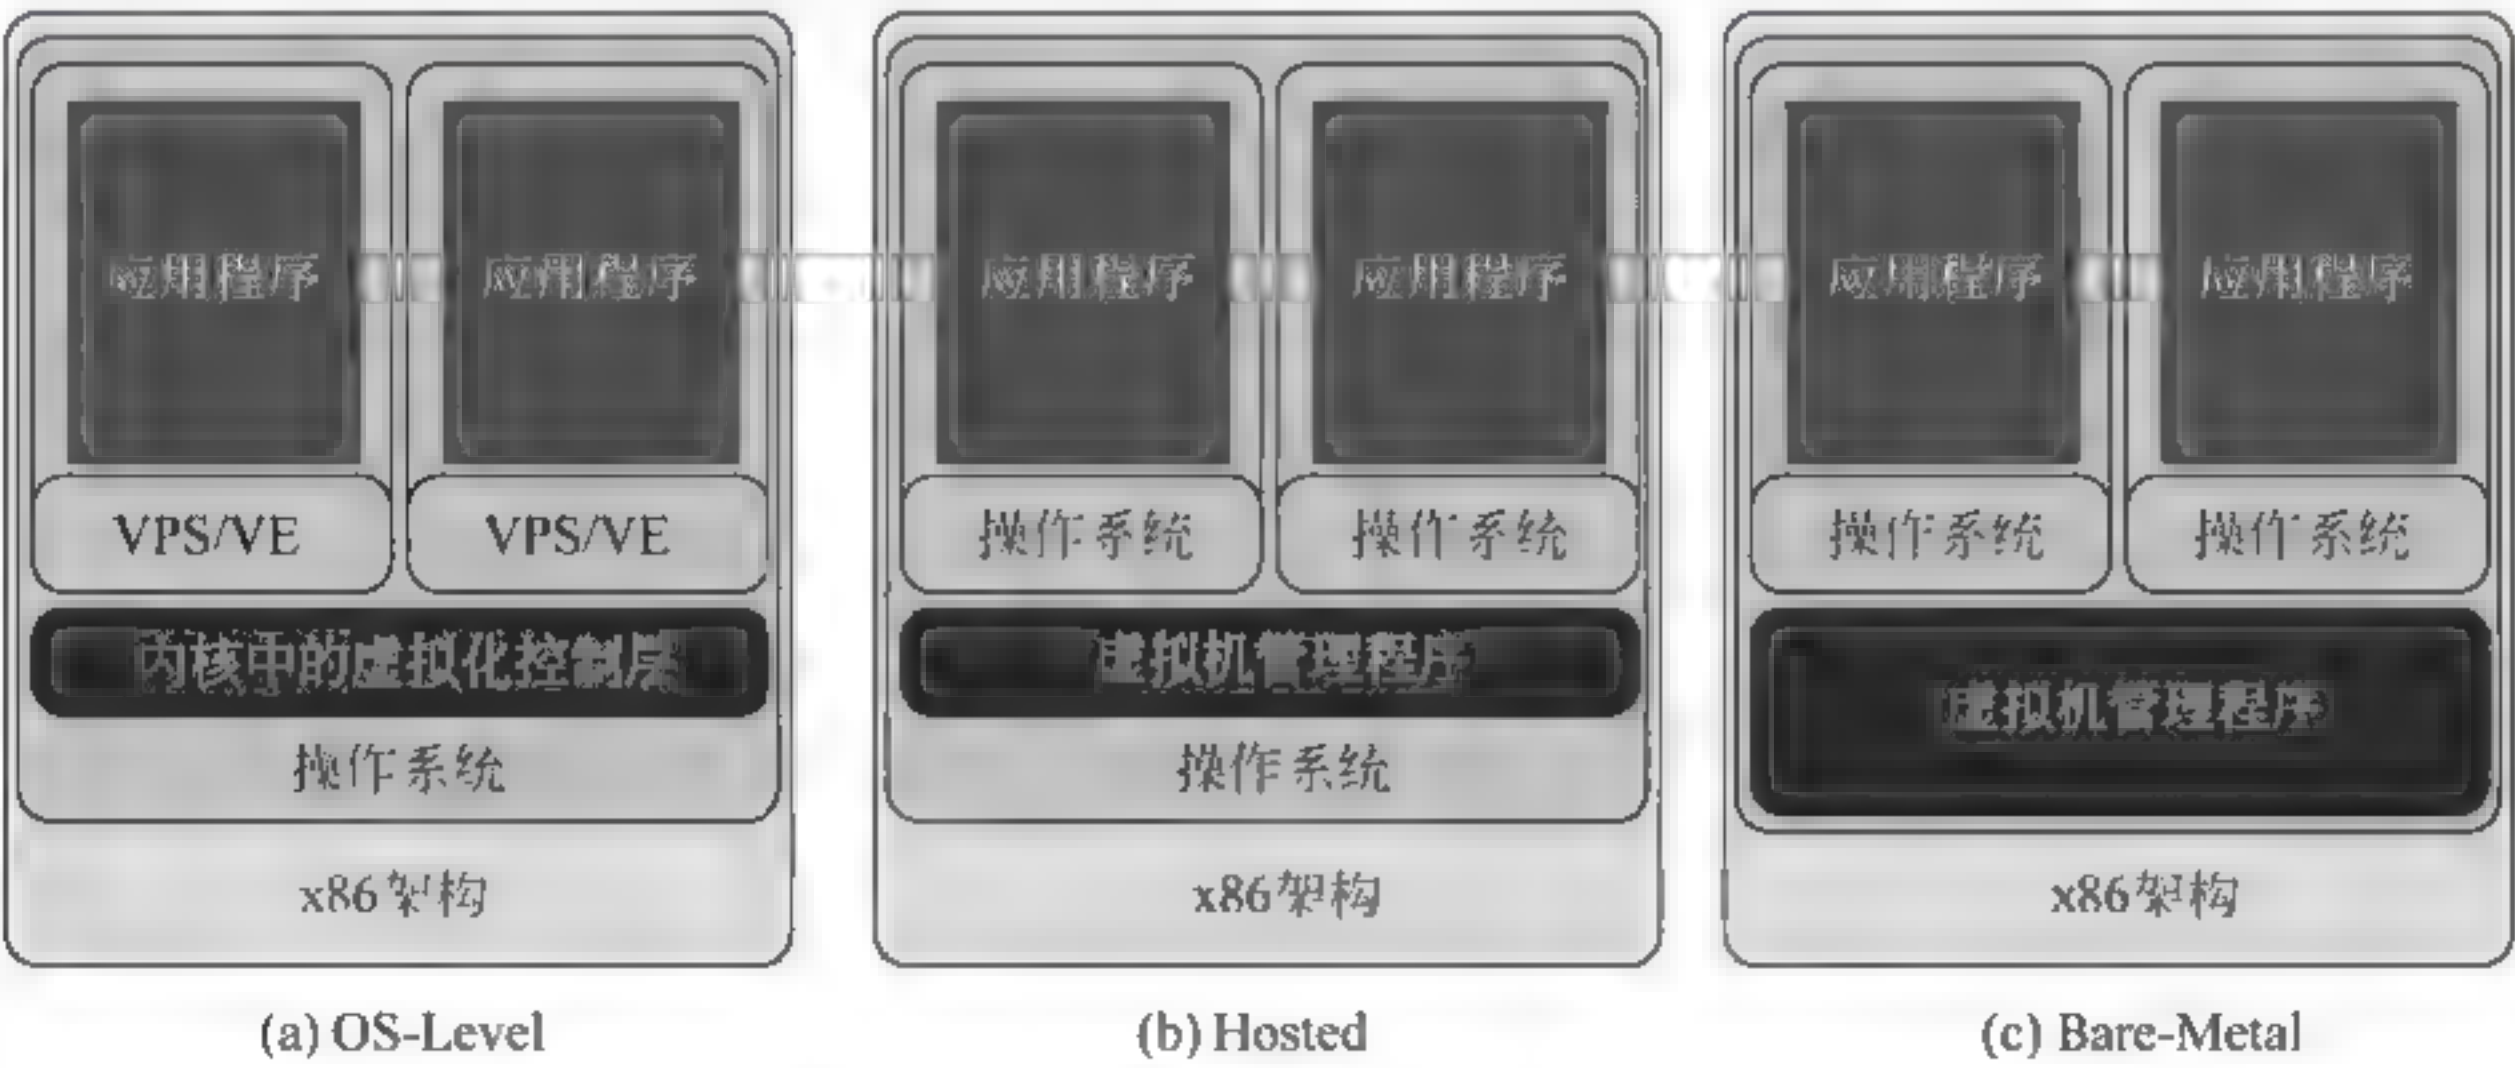 应用程序 应用程序 应用程序 应用程序 应用程序 应用程序
VPS/VE VPS/VE 操作系统 操作系统 操作系统 操作系统
内核中的虚拟化控制层 虚拟机管理程序 虚拟机管理程序
操作系统 操作系统
x86架构 x86架构 x86架构
(a) OS-Level (b) Hosted (c) Bare-Metal